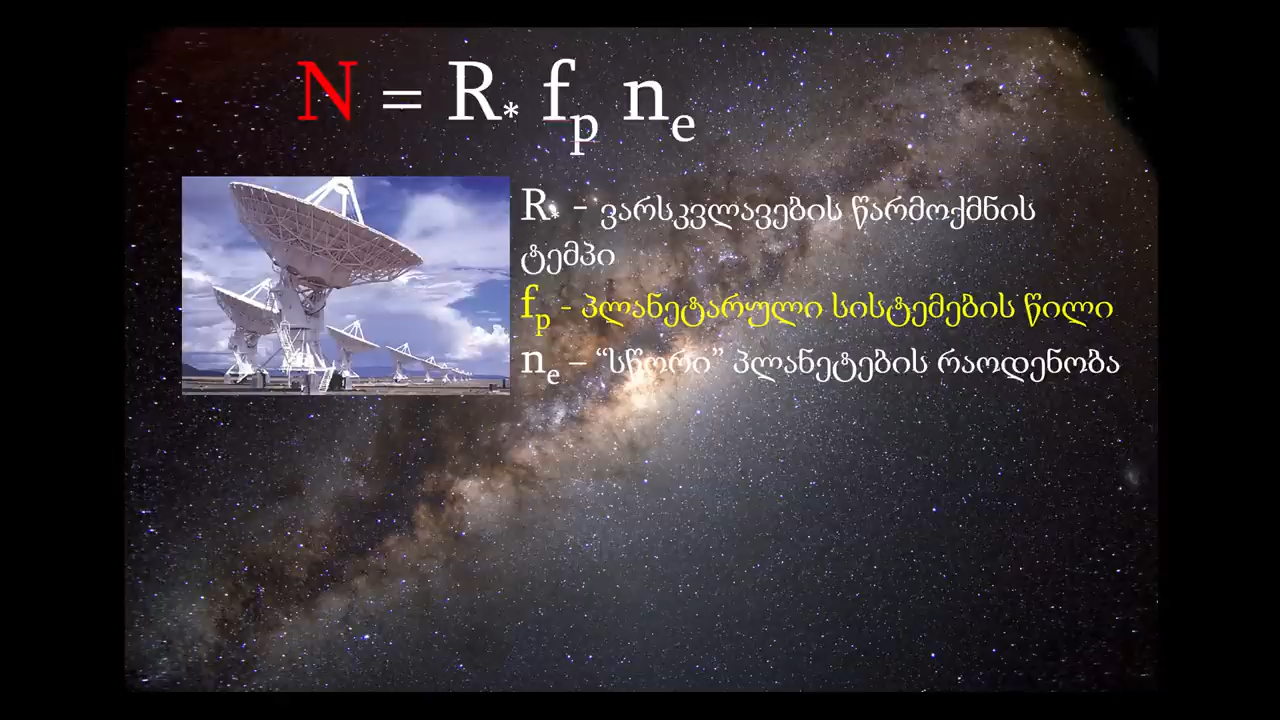 N = R* fp ne
R* – ვარსკვლავების წარმოქმნის
ტემპი
fp - პლანეტარული სისტემების წილი
ne – “სწორი” პლანეტების რაოდენობა